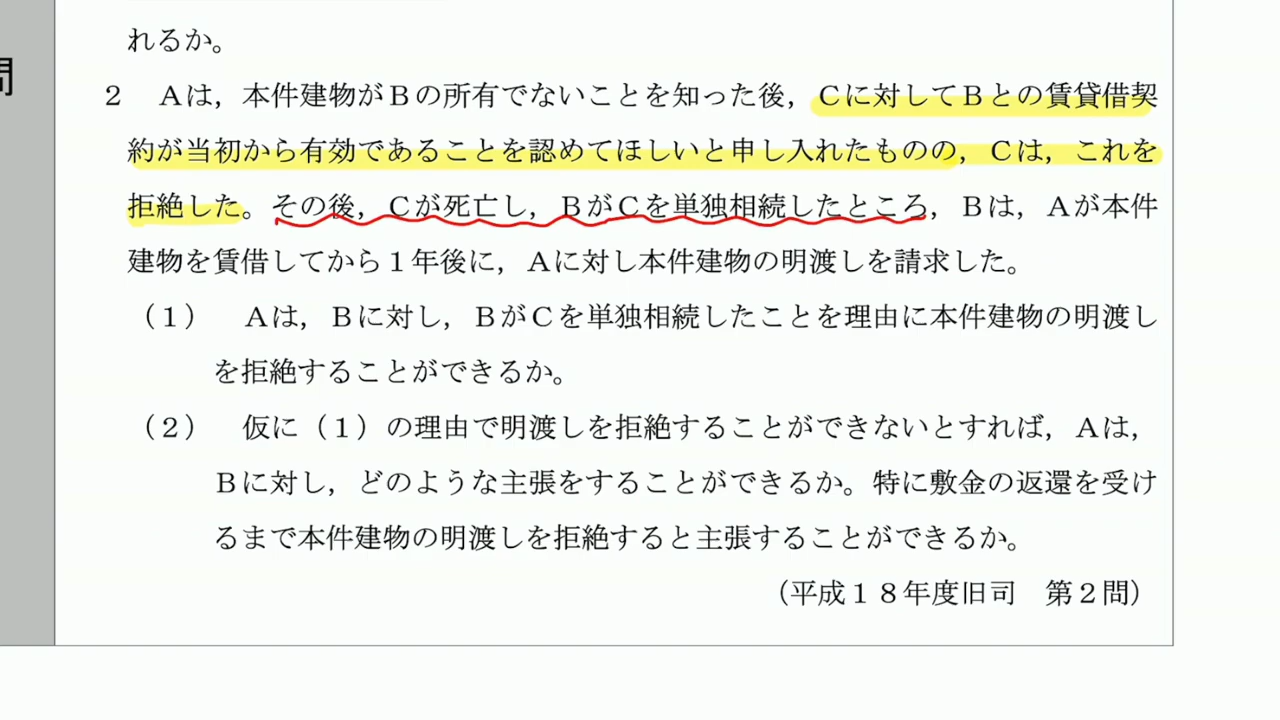 れるか。
問
２　Ａは，本件建物がＢの所有でないことを知った後，Ｃに対してＢとの賃貸借契
約が当初から有効であることを認めてほしいと申し入れたものの，Ｃは，これを
拒絶した。その後，Ｃが死亡し，ＢがＣを単独相続したところ，Ｂは，Ａが本件
建物を賃借してから１年後に，Ａに対し本件建物の明渡しを請求した。
（１）　Ａは，Ｂに対し，ＢがＣを単独相続したことを理由に本件建物の明渡し
を拒絶することができるか。
（２）　仮に（１）の理由で明渡しを拒絶することができないとすれば，Ａは，
Ｂに対し，どのような主張をすることができるか。特に敷金の返還を受け
るまで本件建物の明渡しを拒絶すると主張することができるか。
（平成１８年度旧司　第２問）